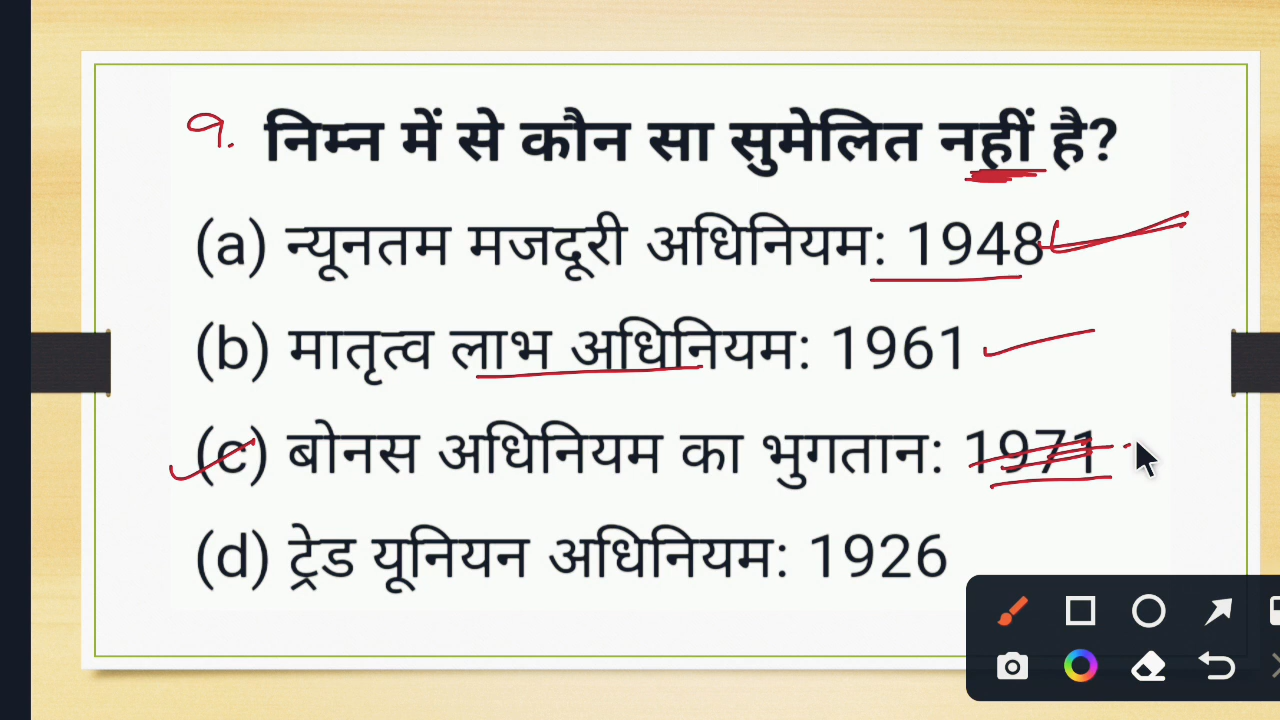 9. निम्न में से कौन सा सुमेलित नहीं है?
(a) न्यूनतम मजदूरी अधिनियम: 1948
(b) मातृत्व लाभ अधिनियम: 1961
(c) बोनस अधिनियम का भुगतान: 1971
(d) ट्रेड यूनियन अधिनियम: 1926